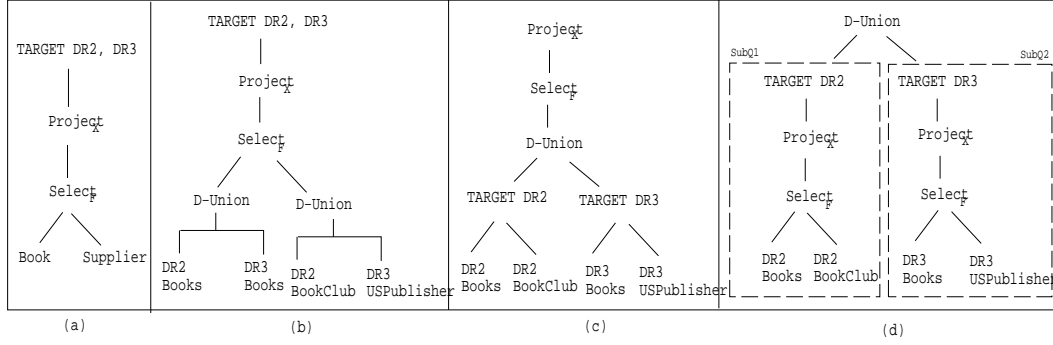 TARGET DR2, DR3
Project X
Select F
Book Supplier
(a)
TARGET DR2, DR3
Project X
Select F
D-Union D-Union
DR2 DR3 DR2 DR3
Books Books BookClub USPublisher
(b)
Project X
Select F
D-Union
TARGET DR2 TARGET DR3
DR2 DR2 DR3 DR3
Books BookClub Books USPublisher
(c)
D-Union
SubQ1 SubQ2
TARGET DR2 TARGET DR3
Project X Project X
Select F Select F
DR2 DR2 DR3 DR3
Books BookClub Books USPublisher
(d)